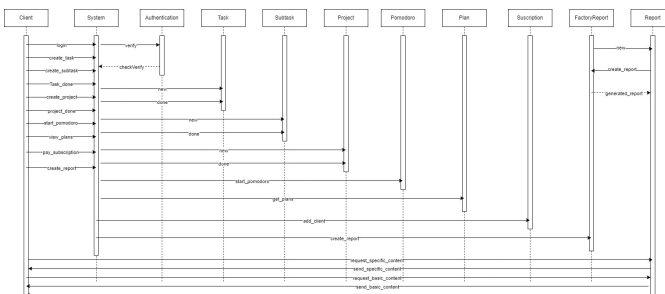 Client System Authentication Task Subtask Project Pomodoro Plan Suscription FactoryReport Report
login verify new
create_task
checkVerify create_report
create_subtask
Task_done
new
create_project generated_report
done
project_done
start_pomodoro new
view_plans done
pay_subscription new
done
create_report
start_pomodoro
get_plans
add_client
create_report
request_specific_content
send_specific_content
request_basic_content
send_basic_content